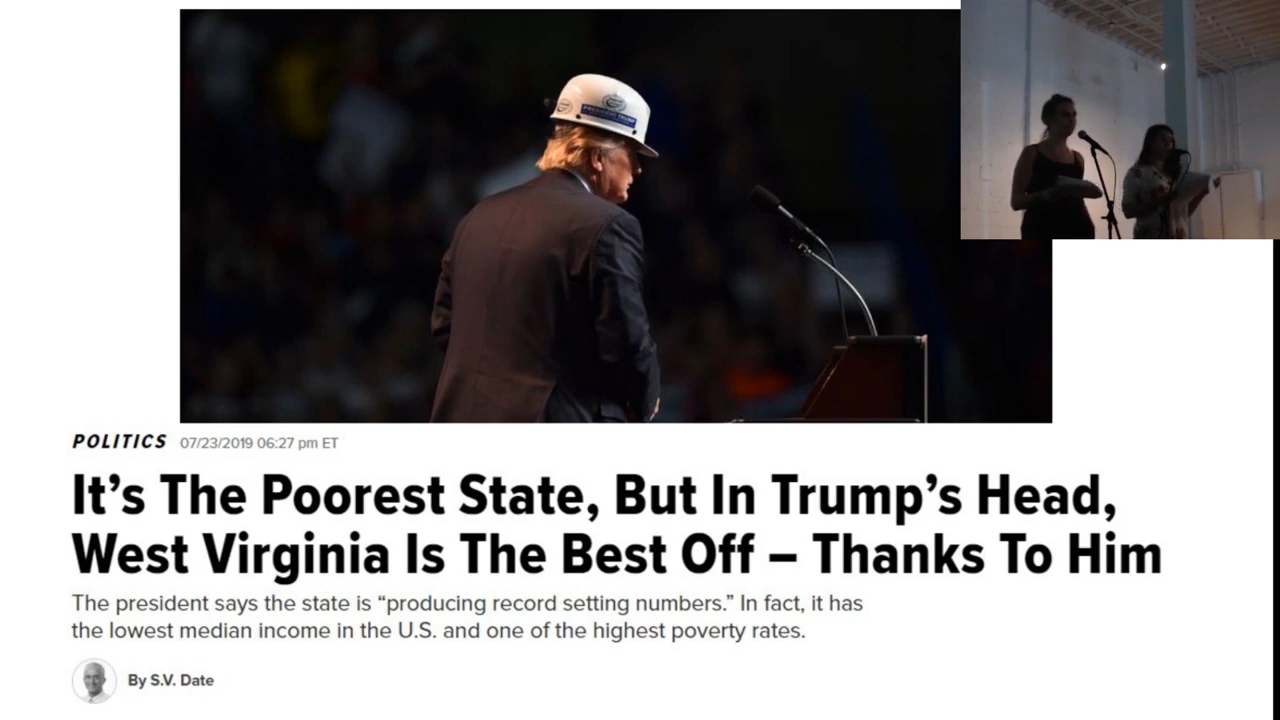 POLITICS 07/23/2019 06:27 pm ET
It’s The Poorest State, But In Trump’s Head,
West Virginia Is The Best Off – Thanks To Him
The president says the state is “producing record setting numbers.” In fact, it has
the lowest median income in the U.S. and one of the highest poverty rates.
By S.V. Date